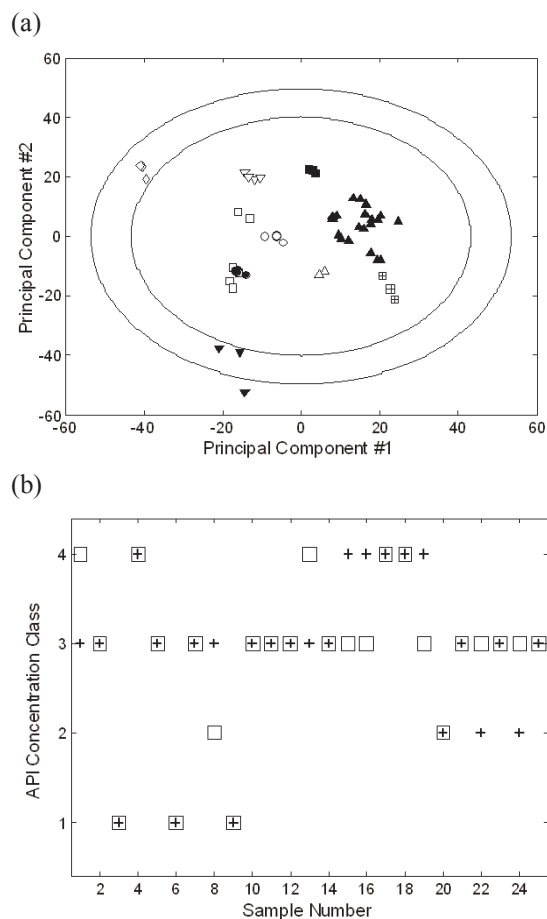 (a)
60
40
20
0
-20
-40
-60
Principal Component #2
-60 -40 -20 0 20 40 60
Principal Component #1
(b)
4
3
2
1
API Concentration Class
2 4 6 8 10 12 14 16 18 20 22 24
Sample Number